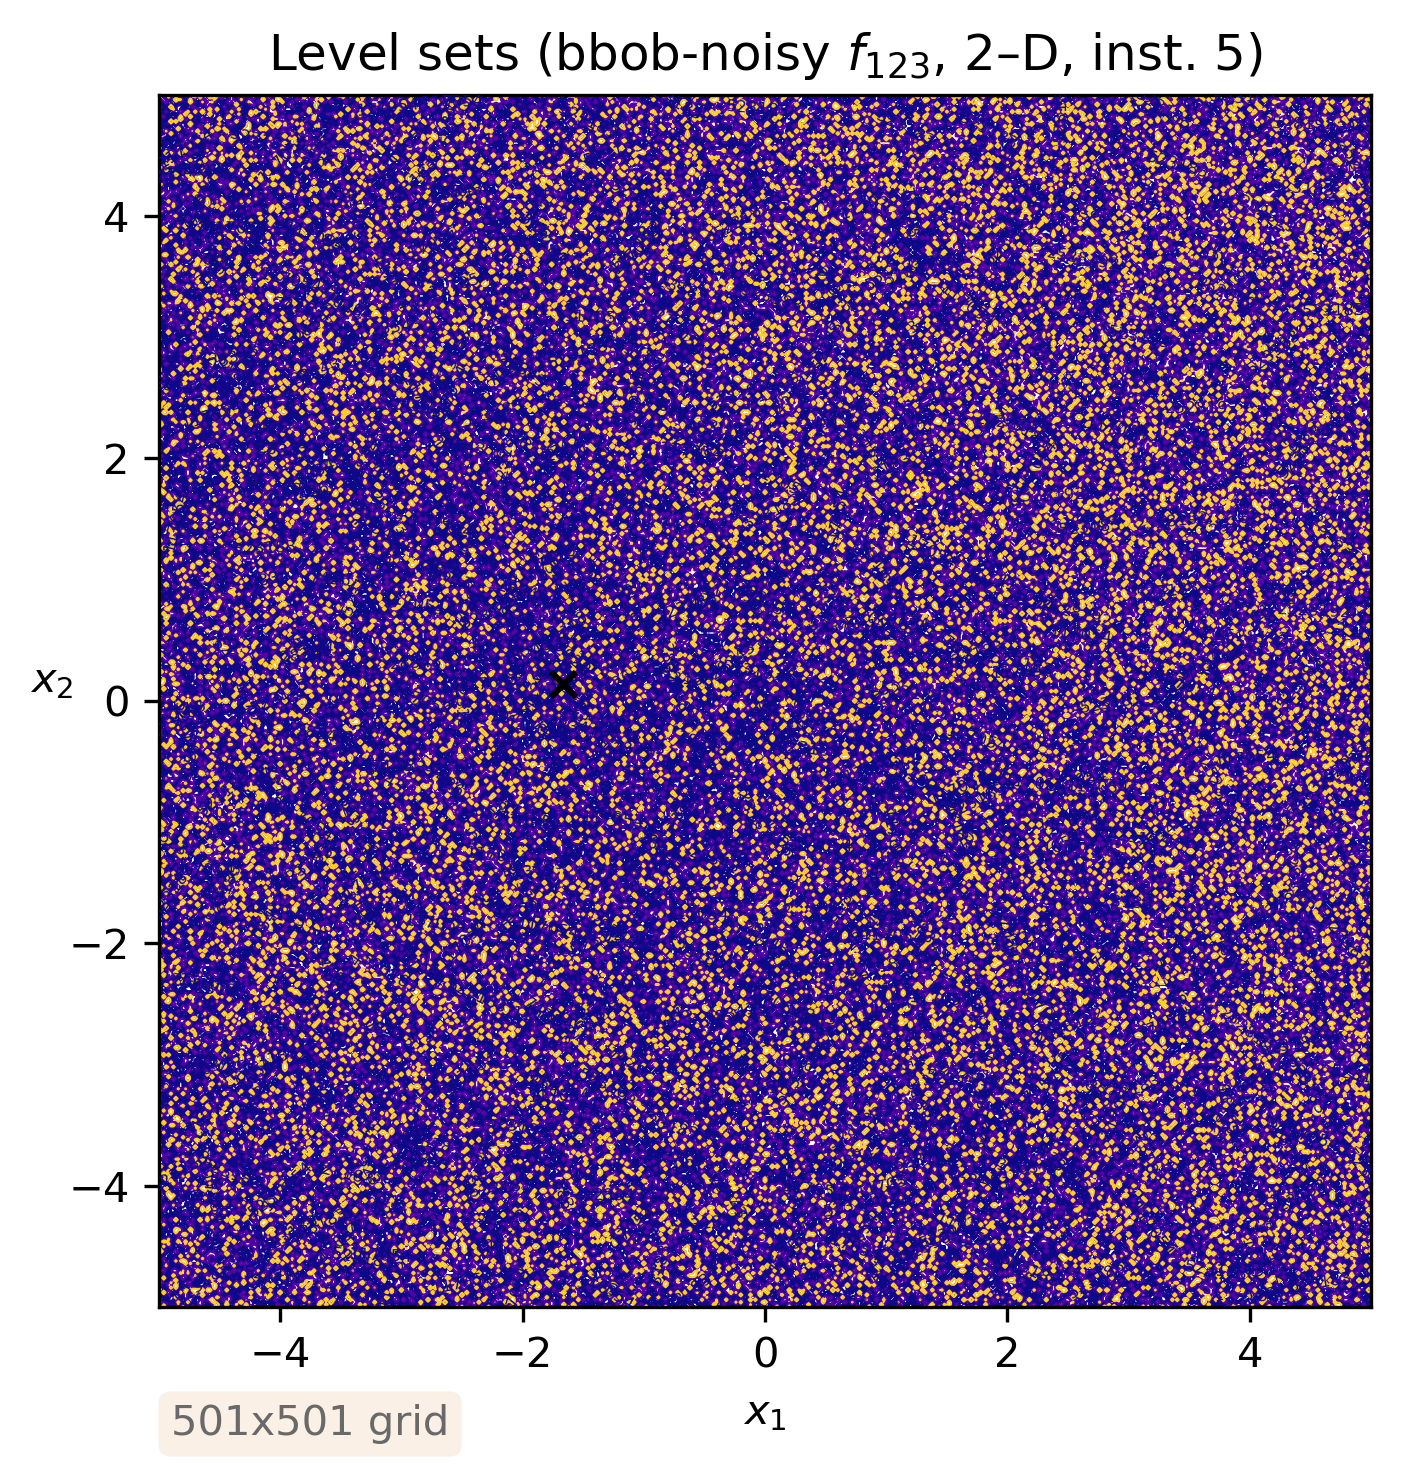 Level sets (bbob-noisy f₁₂₃, 2–D, inst. 5)
4
2
x₂ 0
−2
−4
−4 −2 0 2 4
x₁
501x501 grid